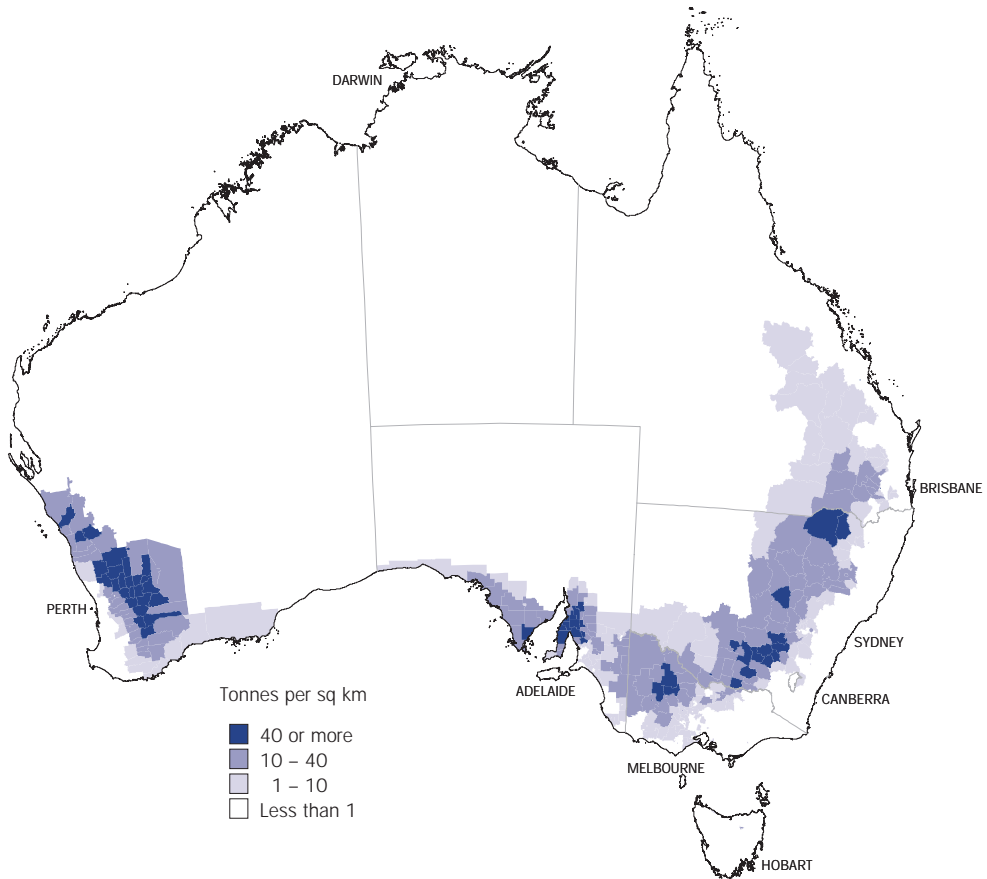 DARWIN
BRISBANE
PERTH
SYDNEY
ADELAIDE
CANBERRA
Tonnes per sq km
40 or more
10 – 40
1 – 10
Less than 1
MELBOURNE
HOBART